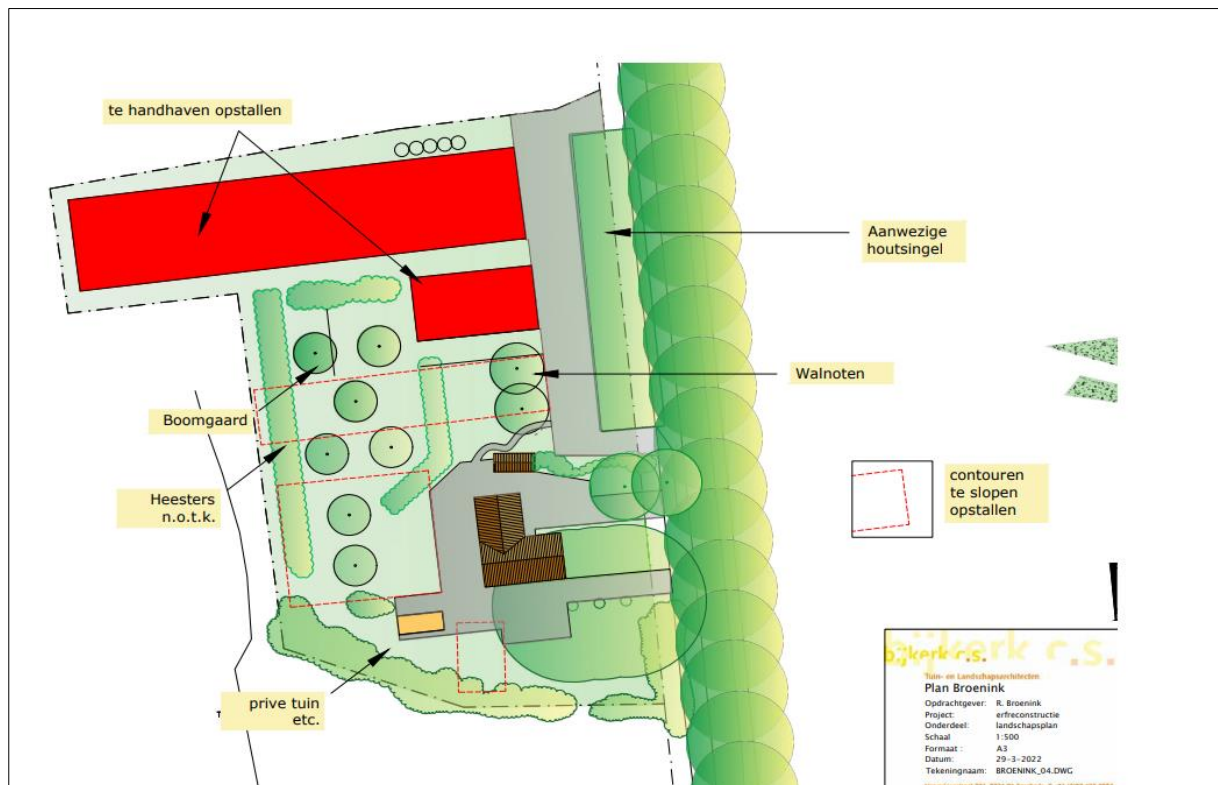 te handhaven opstallen
Aanwezige
houtsingel
Walnoten
Boomgaard
Heesters
n.o.t.k.
contouren
te slopen
opstallen
prive tuin
etc.
bijkerk c.s.
Tuin- en Landschapsarchitecten
Plan Broenink
Opdrachtgever: R. Broenink
Project: erfreconstructie
Onderdeel: landschapsplan
Schaal 1:500
Formaat : A3
Datum: 29-3-2022
Tekeningnaam: BROENINK_04.DWG